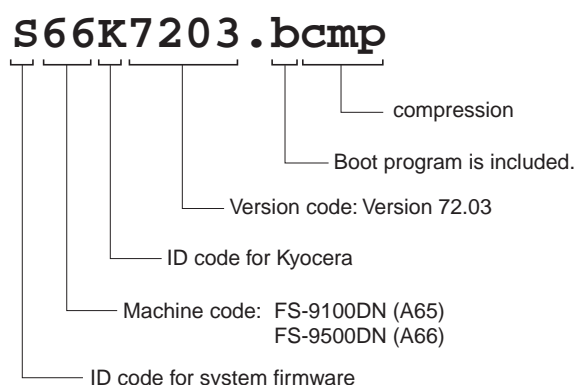 S66K7203.bcmp
compression
Boot program is included.
Version code: Version 72.03
ID code for Kyocera
Machine code: FS-9100DN (A65)
FS-9500DN (A66)
ID code for system firmware